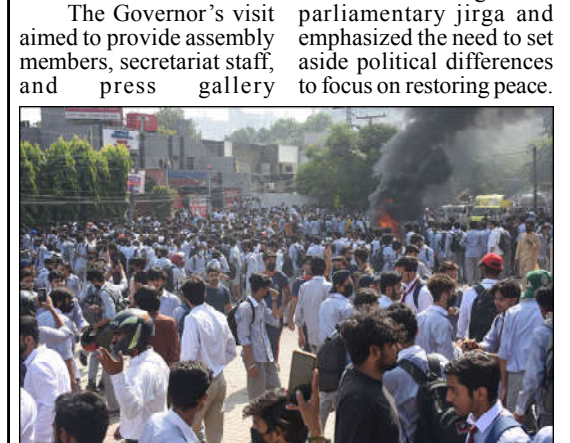 The Governor's visit
aimed to provide assembly
members, secretariat staff,
and press gallery
parliamentary jirga and
emphasized the need to set
aside political differences
to focus on restoring peace.